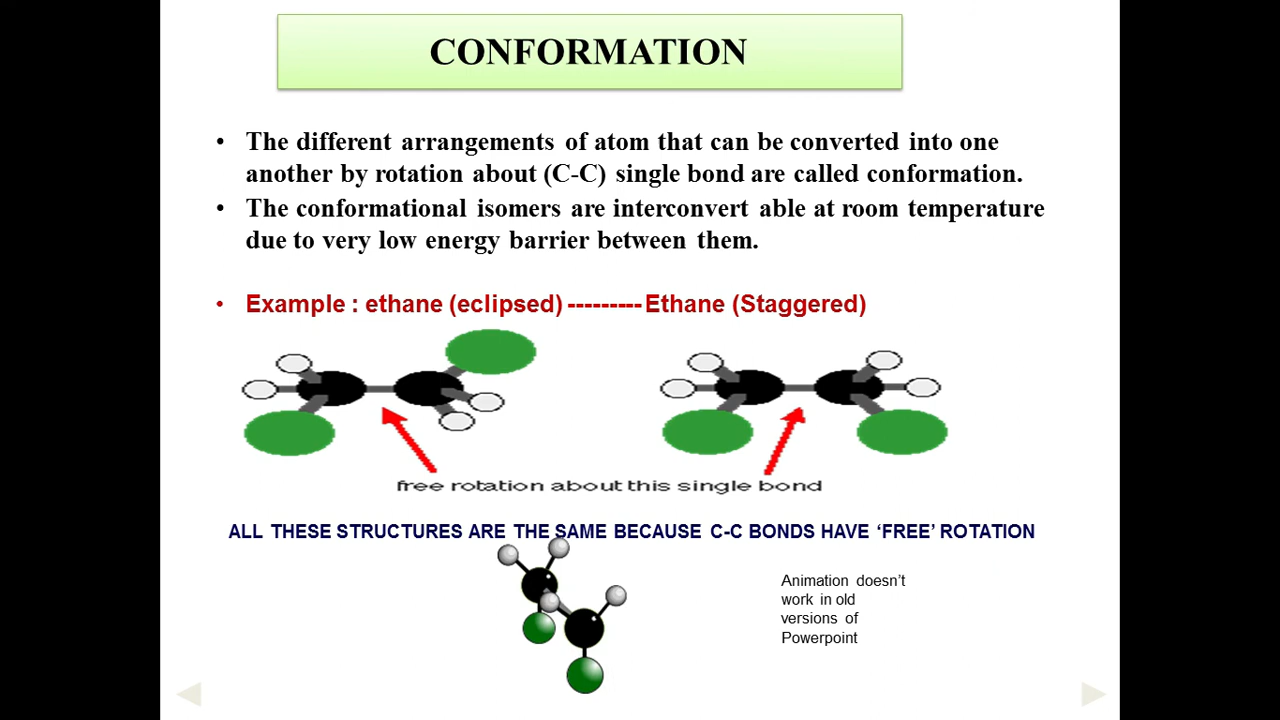 CONFORMATION
• The different arrangements of atom that can be converted into one
another by rotation about (C-C) single bond are called conformation.
• The conformational isomers are interconvert able at room temperature
due to very low energy barrier between them.
• Example : ethane (eclipsed) ---------Ethane (Staggered)
free rotation about this single bond
ALL THESE STRUCTURES ARE THE SAME BECAUSE C-C BONDS HAVE ‘FREE’ ROTATION
Animation doesn’t
work in old
versions of
Powerpoint